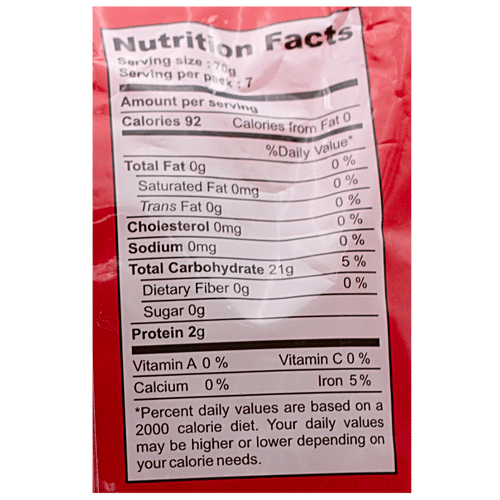 Nutrition Facts
Serving size : 70g
Serving per pack : 7
Amount per serving
Calories 92 Calories from Fat 0
%Daily Value*
Total Fat 0g 0 %
Saturated Fat 0mg 0 %
Trans Fat 0g 0 %
Cholesterol 0mg 0 %
Sodium 0mg 0 %
Total Carbohydrate 21g 5 %
Dietary Fiber 0g 0 %
Sugar 0g
Protein 2g
Vitamin A 0 % Vitamin C 0 %
Calcium 0 % Iron 5 %
*Percent daily values are based on a
2000 calorie diet. Your daily values
may be higher or lower depending on
your calorie needs.